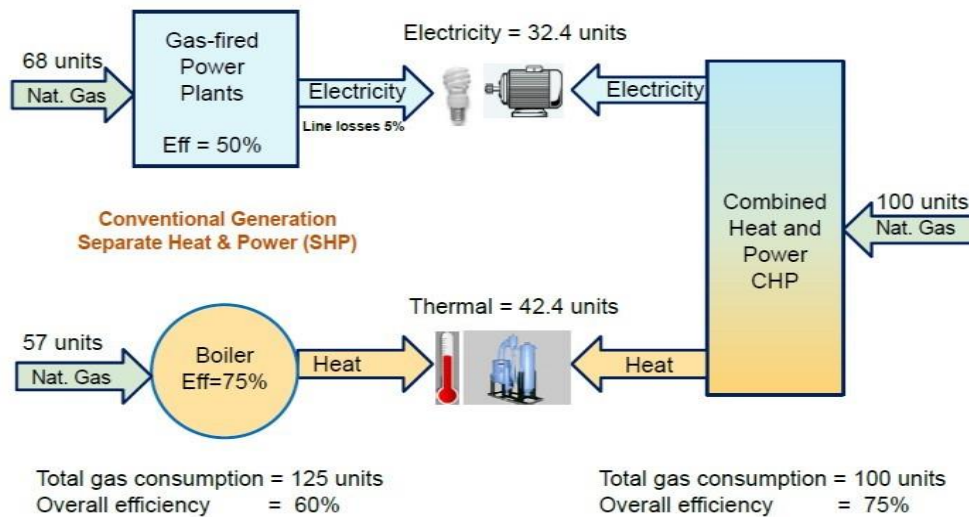 Gas-fired
Power
Plants
Eff = 50%
68 units
Nat. Gas
Electricity
Line losses 5%
Electricity = 32.4 units
Electricity
Combined
Heat and
Power
CHP
100 units
Nat. Gas
Conventional Generation
Separate Heat & Power (SHP)
57 units
Nat. Gas
Boiler
Eff=75%
Heat
Thermal = 42.4 units
Heat
Total gas consumption = 125 units
Overall efficiency = 60%
Total gas consumption = 100 units
Overall efficiency = 75%